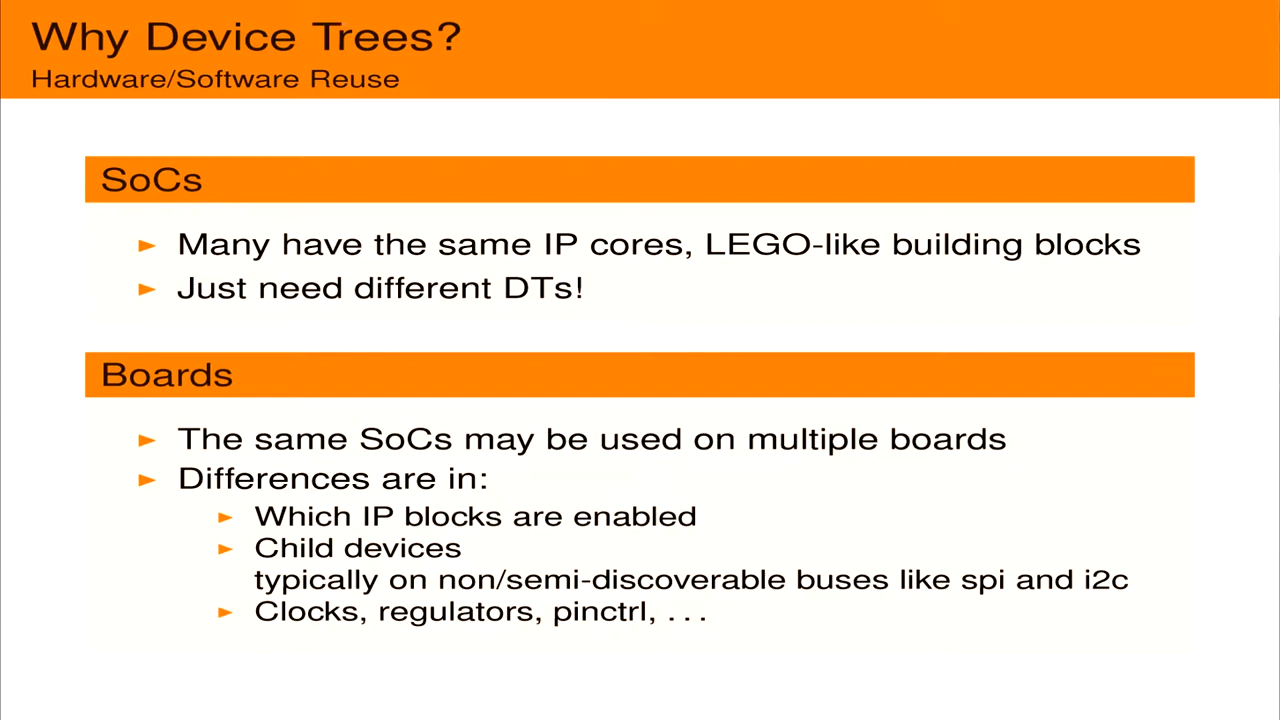 Why Device Trees?
Hardware/Software Reuse
SoCs
► Many have the same IP cores, LEGO-like building blocks
► Just need different DTs!
Boards
► The same SoCs may be used on multiple boards
► Differences are in:
► Which IP blocks are enabled
► Child devices
typically on non/semi-discoverable buses like spi and i2c
► Clocks, regulators, pinctrl, . . .